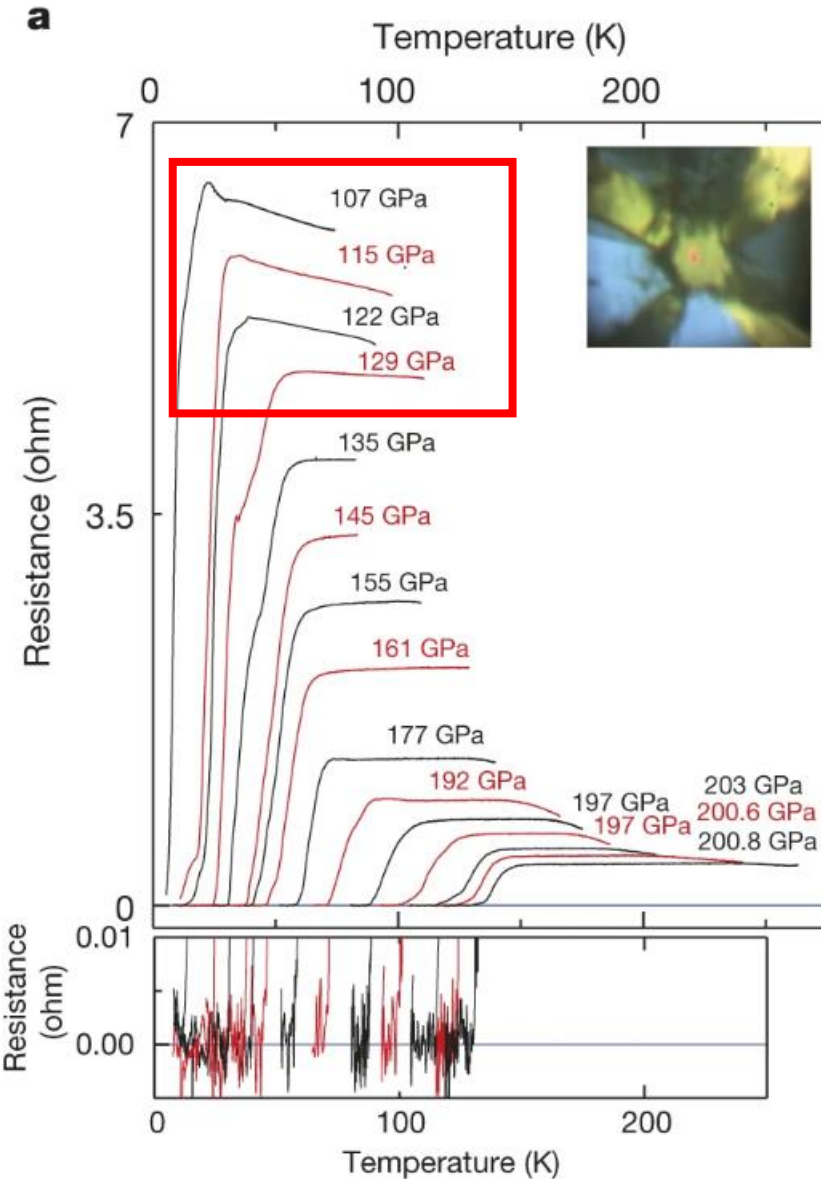 a
Temperature (K)
0 100 200
7
107 GPa
115 GPa
122 GPa
129 GPa
135 GPa
3.5
145 GPa
155 GPa
161 GPa
177 GPa
192 GPa
203 GPa
197 GPa
200.6 GPa
197 GPa
200.8 GPa
0
Resistance (ohm)
0.01
0.00
Resistance
(ohm)
0 100 200
Temperature (K)